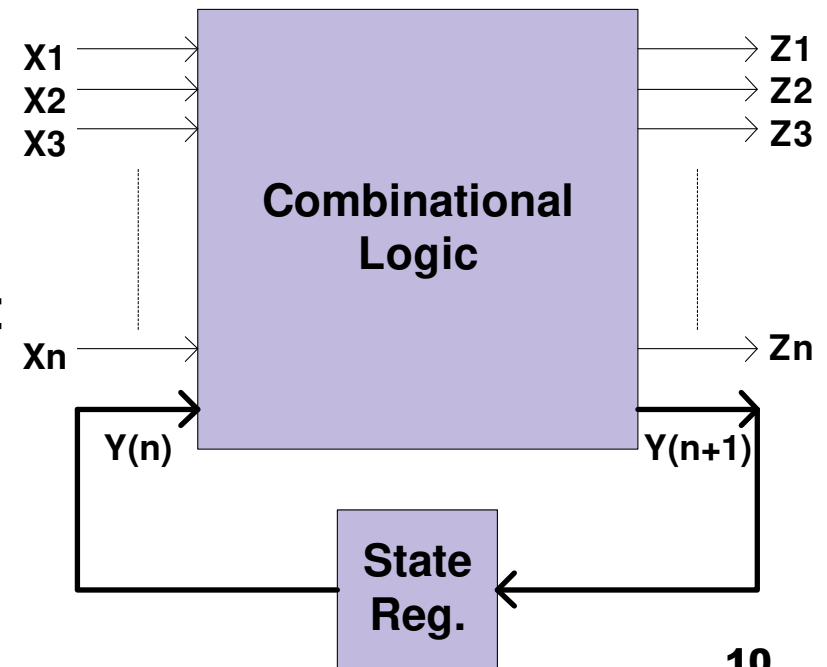 X1
X2
X3
Xn
Y(n)
Combinational
Logic
Z1
Z2
Z3
Zn
Y(n+1)
State
Reg.
10